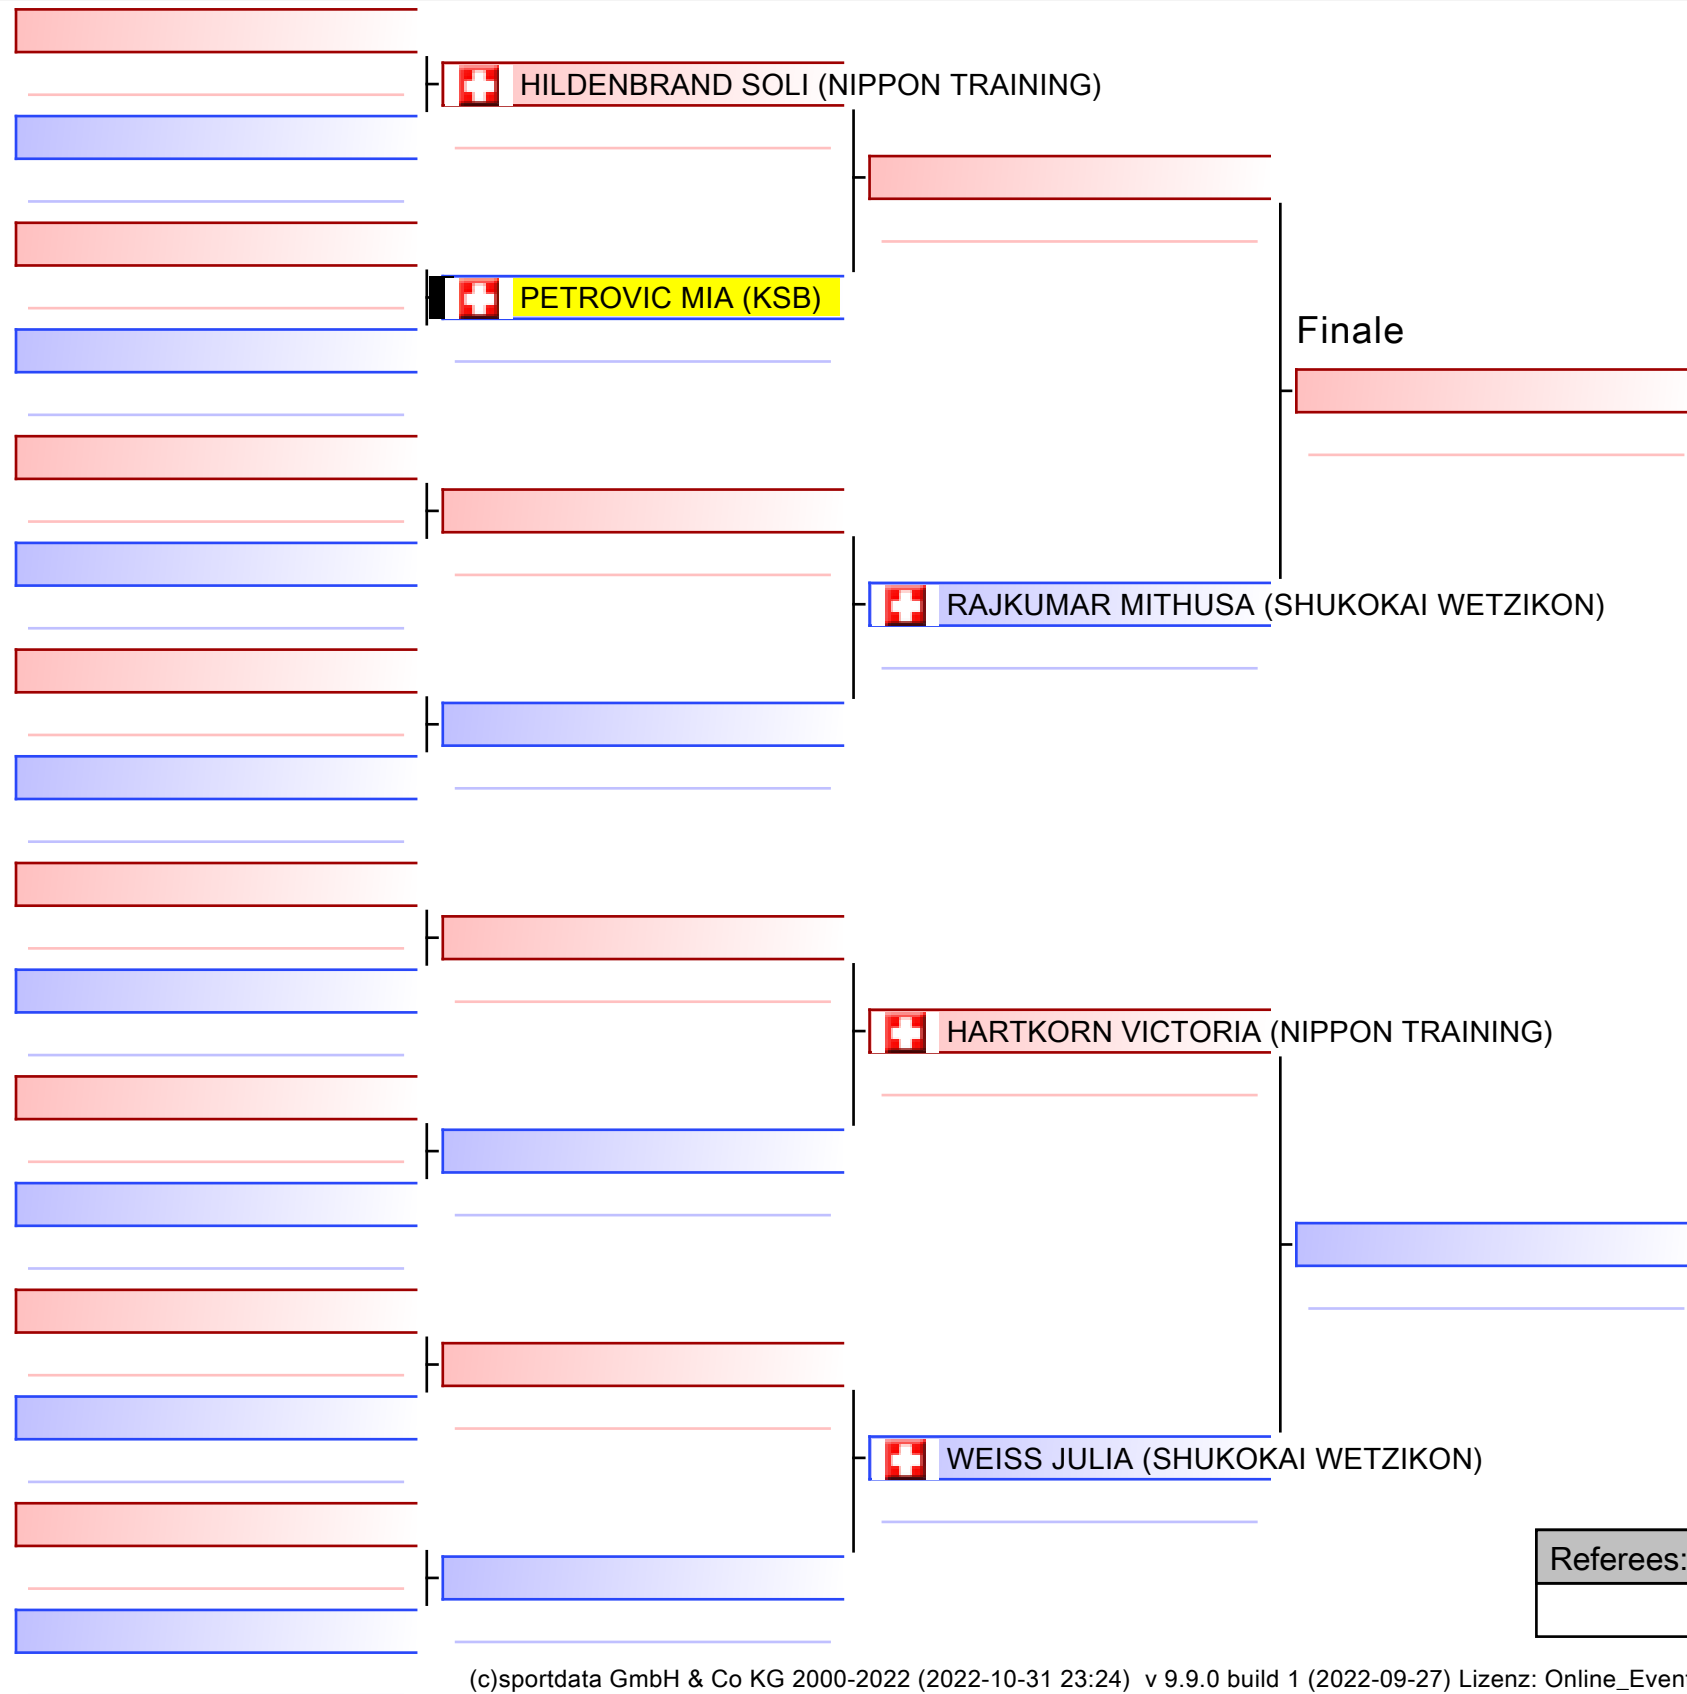 HILDENBRAND SOLI (NIPPON TRAINING)
PETROVIC MIA (KSB)
Finale
RAJKUMAR MITHUSA (SHUKOKAI WETZIKON)
HARTKORN VICTORIA (NIPPON TRAINING)
WEISS JULIA (SHUKOKAI WETZIKON)
Referees:
(c)sportdata GmbH & Co KG 2000-2022 (2022-10-31 23:24) v 9.9.0 build 1 (2022-09-27) Lizenz: Online_Event